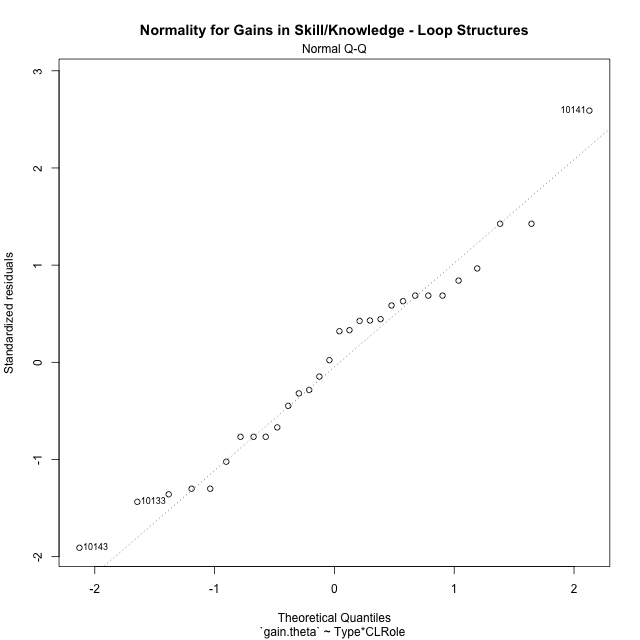 Normality for Gains in Skill/Knowledge - Loop Structures
Normal Q-Q
3
2
1
0
-1
-2
Standardized residuals
10141
10133
10143
-2 -1 0 1 2
Theoretical Quantiles
`gain.theta` ~ Type*CLRole